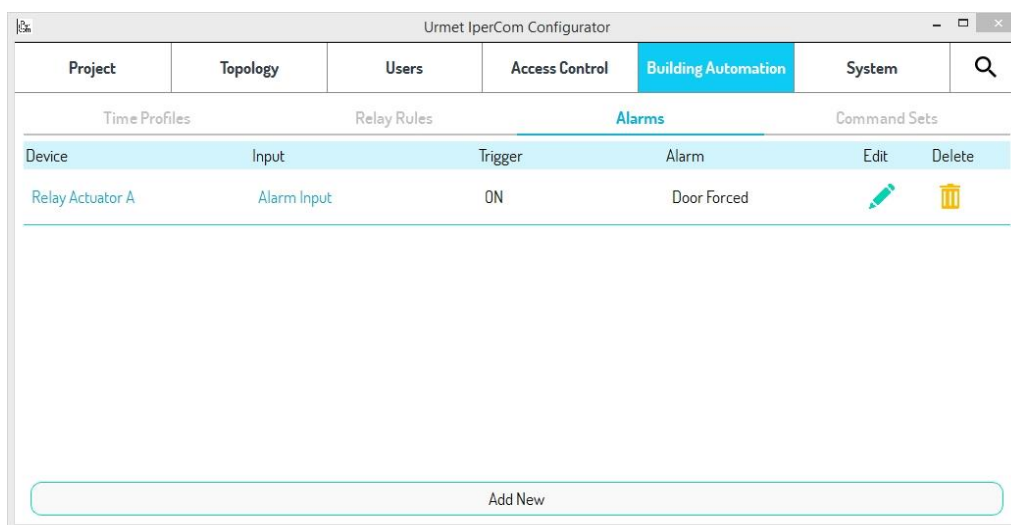 Urmet IperCom Configurator
Project Topology Users Access Control Building Automation System
Time Profiles Relay Rules Alarms Command Sets
Device Input Trigger Alarm Edit Delete
Relay Actuator A Alarm Input ON Door Forced
Add New